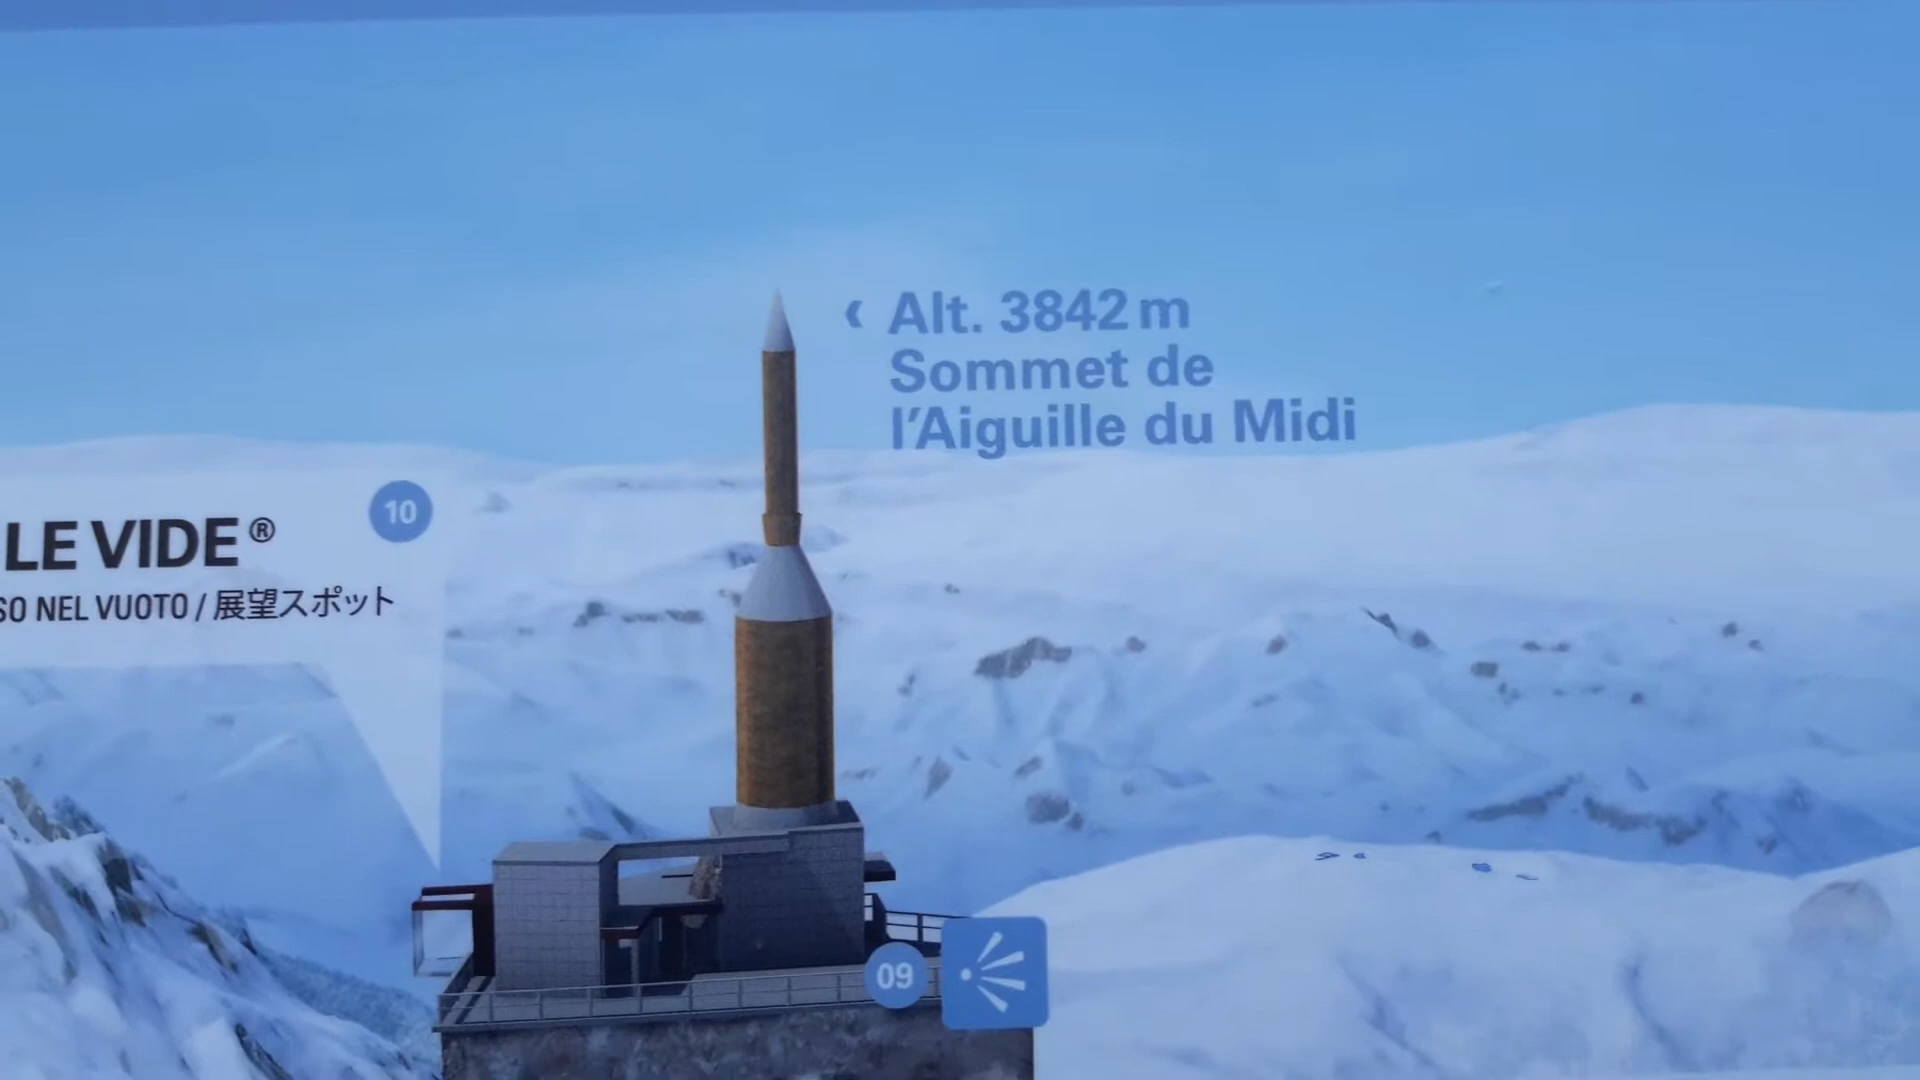 ‹ Alt. 3842 m
Sommet de
l'Aiguille du Midi
10
LE VIDE®
SO NEL VUOTO / 展望スポット
09